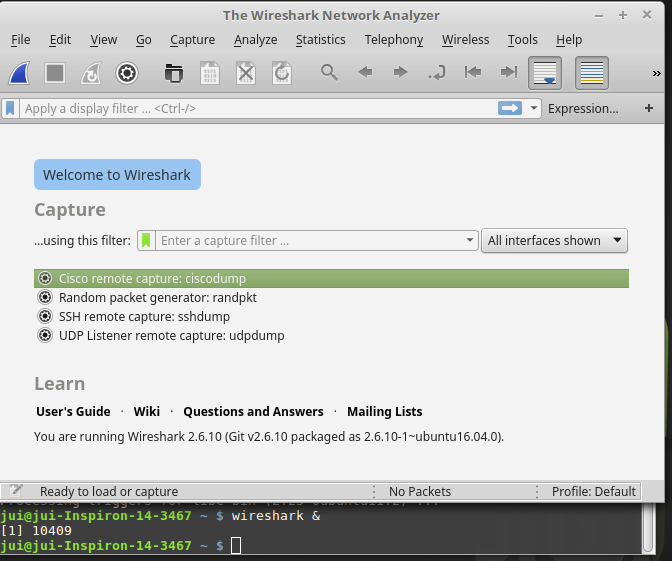 The Wireshark Network Analyzer
File Edit View Go Capture Analyze Statistics Telephony Wireless Tools Help
»
Apply a display filter ... <Ctrl-/> Expression... +
Welcome to Wireshark
Capture
...using this filter: Enter a capture filter ... All interfaces shown
Cisco remote capture: ciscodump
Random packet generator: randpkt
SSH remote capture: sshdump
UDP Listener remote capture: udpdump
Learn
User's Guide · Wiki · Questions and Answers · Mailing Lists
You are running Wireshark 2.6.10 (Git v2.6.10 packaged as 2.6.10-1~ubuntu16.04.0).
Ready to load or capture No Packets Profile: Default
jui@jui-Inspiron-14-3467 ~ $ wireshark &
[1] 10409
jui@jui-Inspiron-14-3467 ~ $